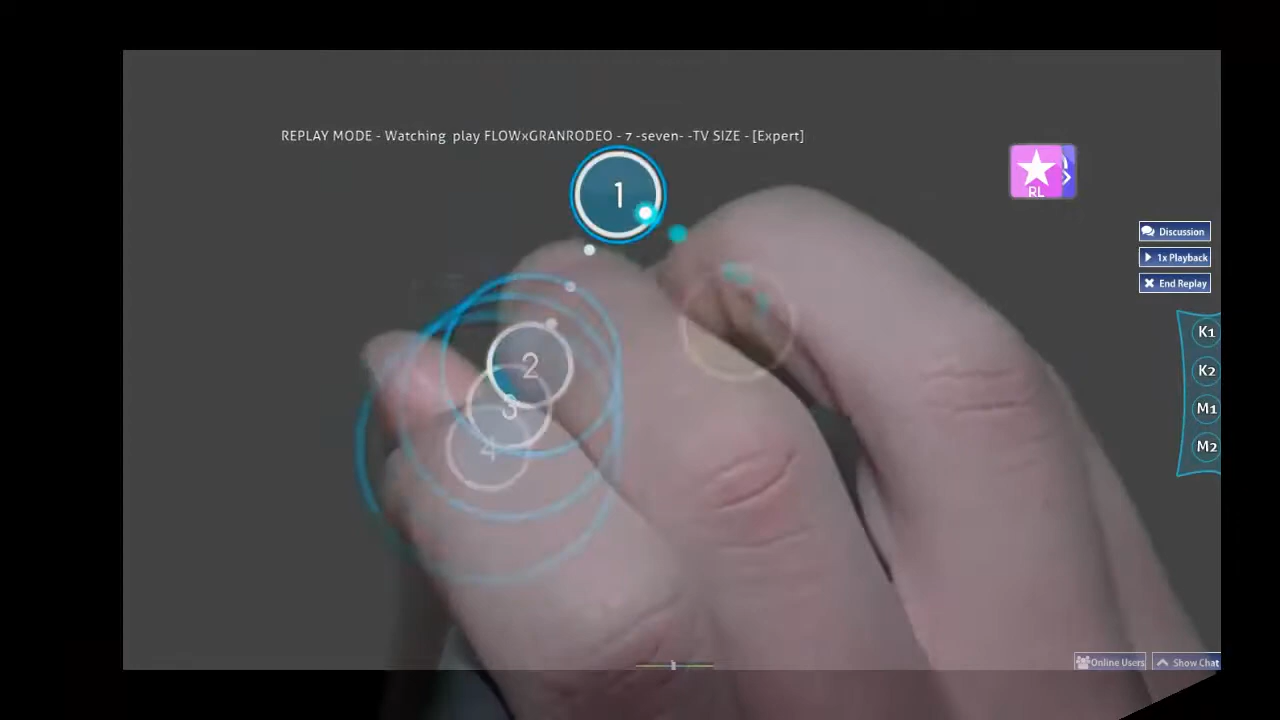 REPLAY MODE - Watching play FLOWxGRANRODEO - 7 -seven- -TV SIZE - [Expert]
1
RL
Discussion
1x Playback
End Replay
K1
2
K2
3
M1
4
M2
Online Users
Show Chat